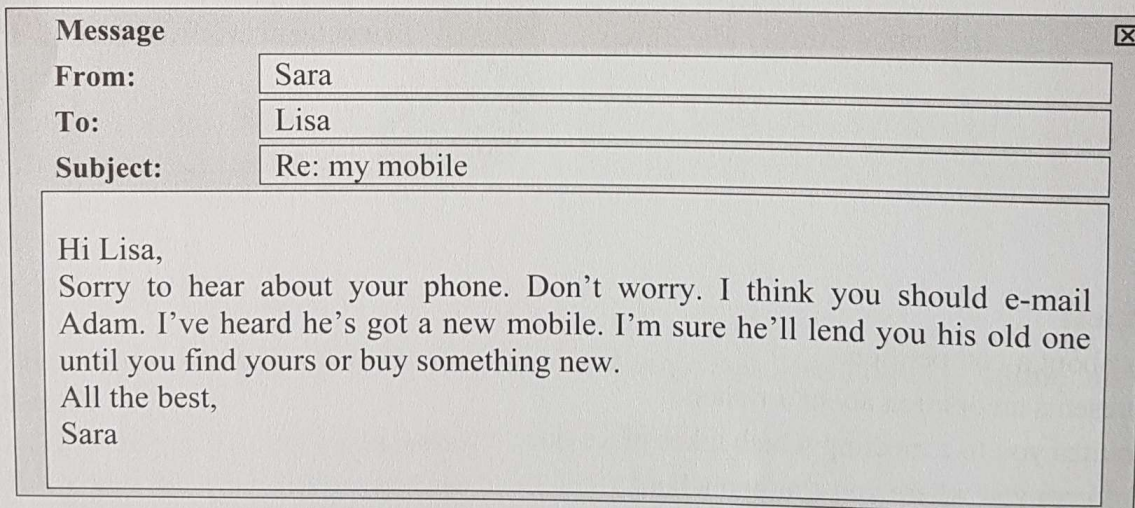 Message
From: Sara
To: Lisa
Subject: Re: my mobile
Hi Lisa,
Sorry to hear about your phone. Don't worry. I think you should e-mail
Adam. I've heard he's got a new mobile. I'm sure he'll lend you his old one
until you find yours or buy something new.
All the best,
Sara